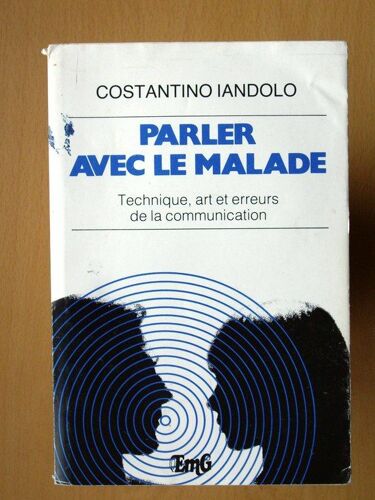 COSTANTINO IANDOLO
PARLER
AVEC LE MALADE
Technique, art et erreurs
de la communication
EMG